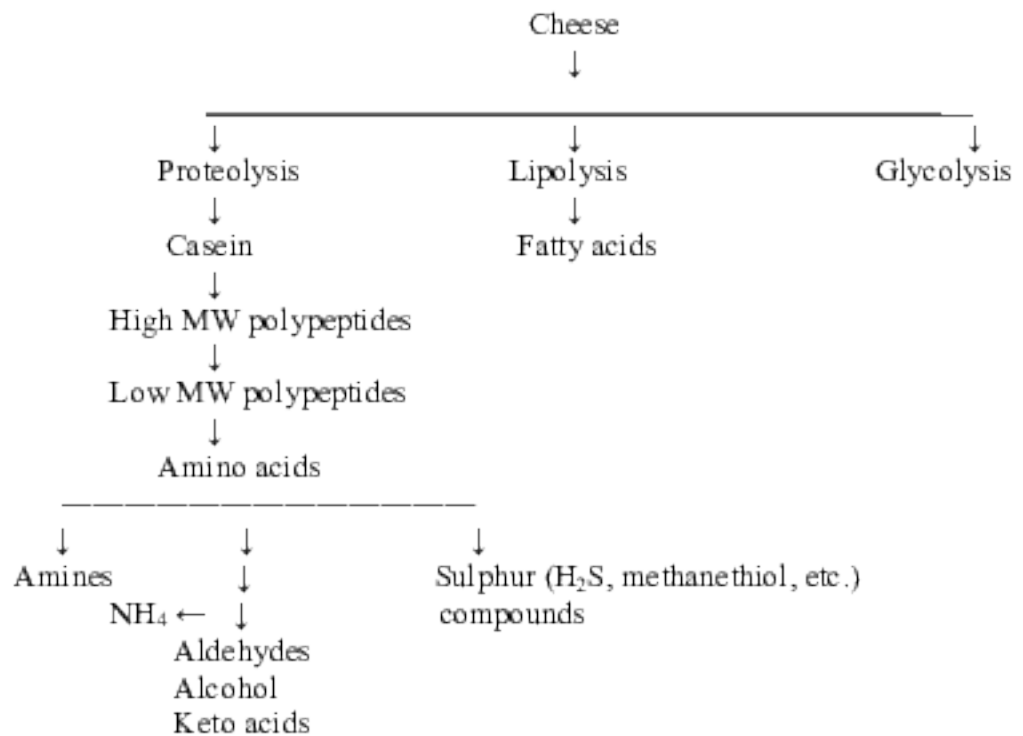 Cheese
↓
↓ ↓ ↓
Proteolysis Lipolysis Glycolysis
↓ ↓
Casein Fatty acids
↓
High MW polypeptides
↓
Low MW polypeptides
↓
Amino acids
↓ ↓ ↓
Amines ↓ Sulphur (H₂S, methanethiol, etc.)
NH₄ ← ↓ compounds
Aldehydes
Alcohol
Keto acids